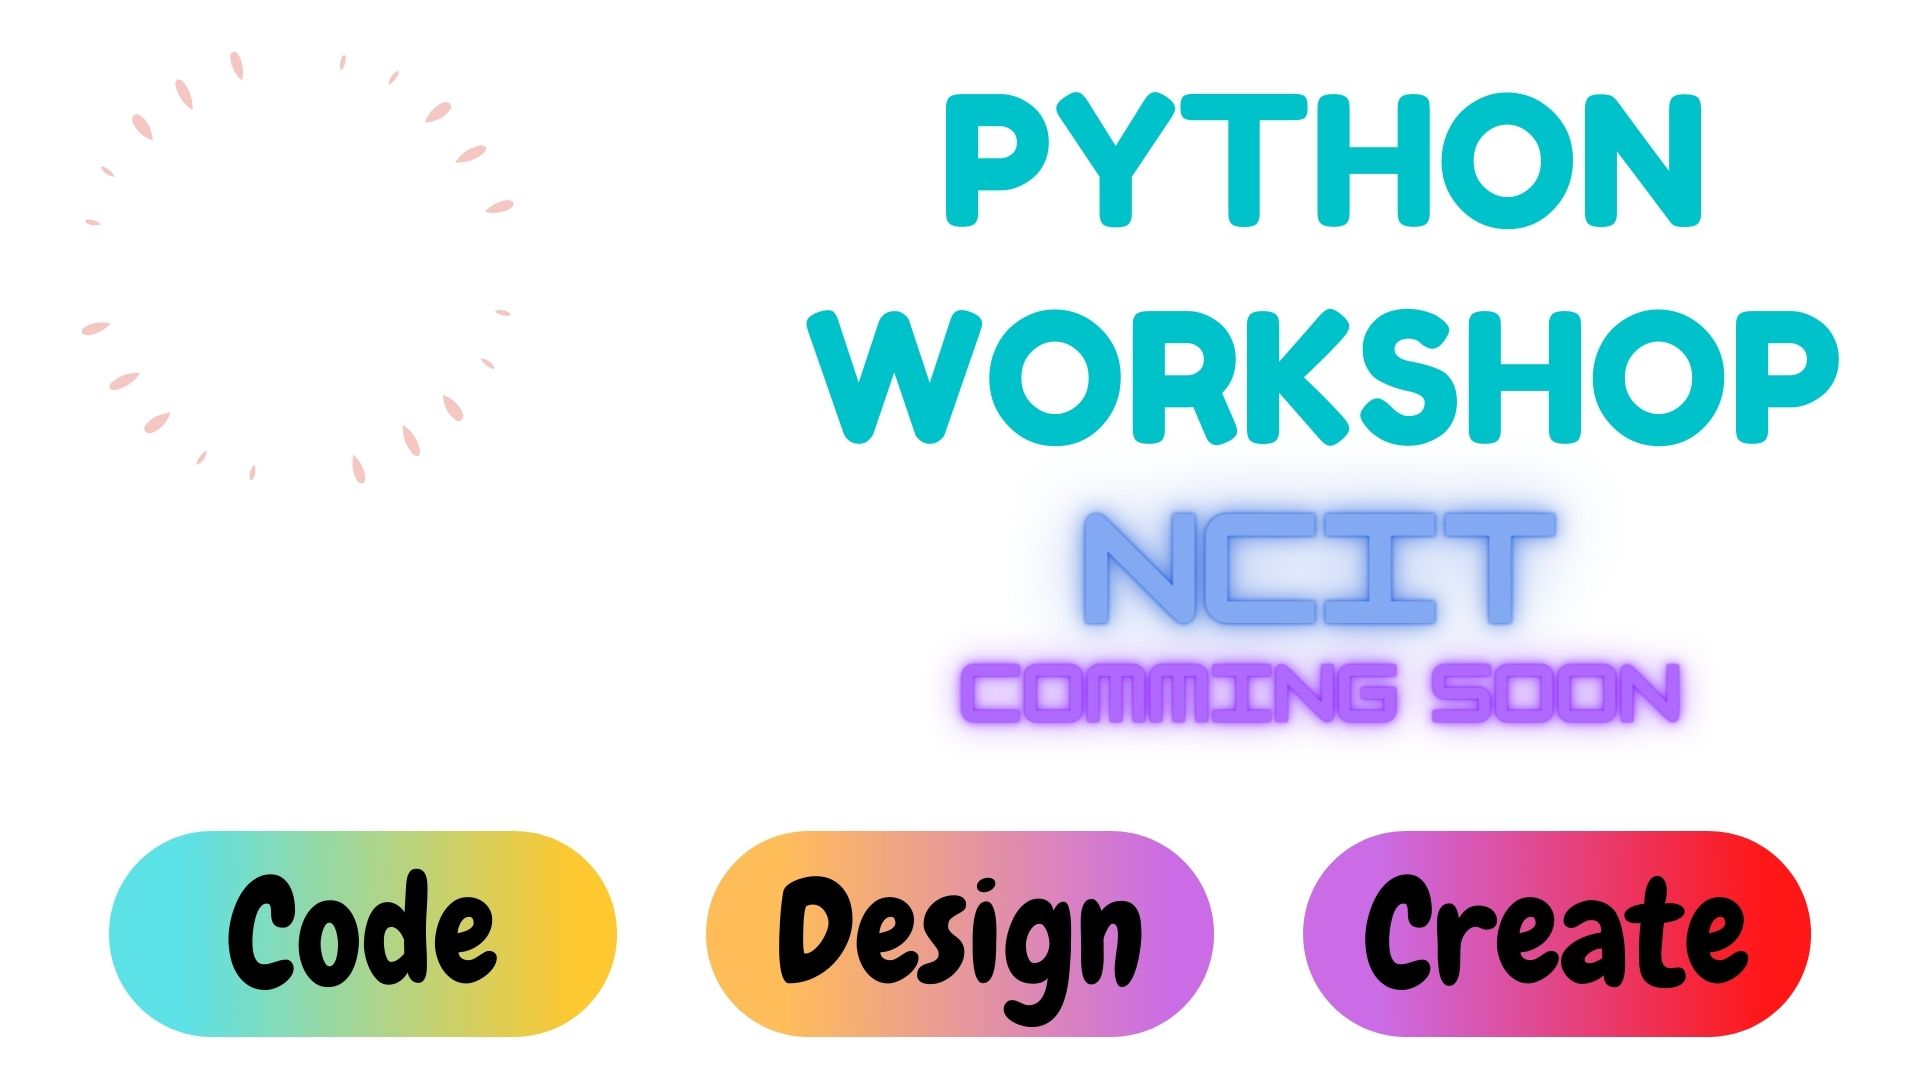 PYTHON
WORKSHOP
NCIT
COMMING SOON
Code Design Create